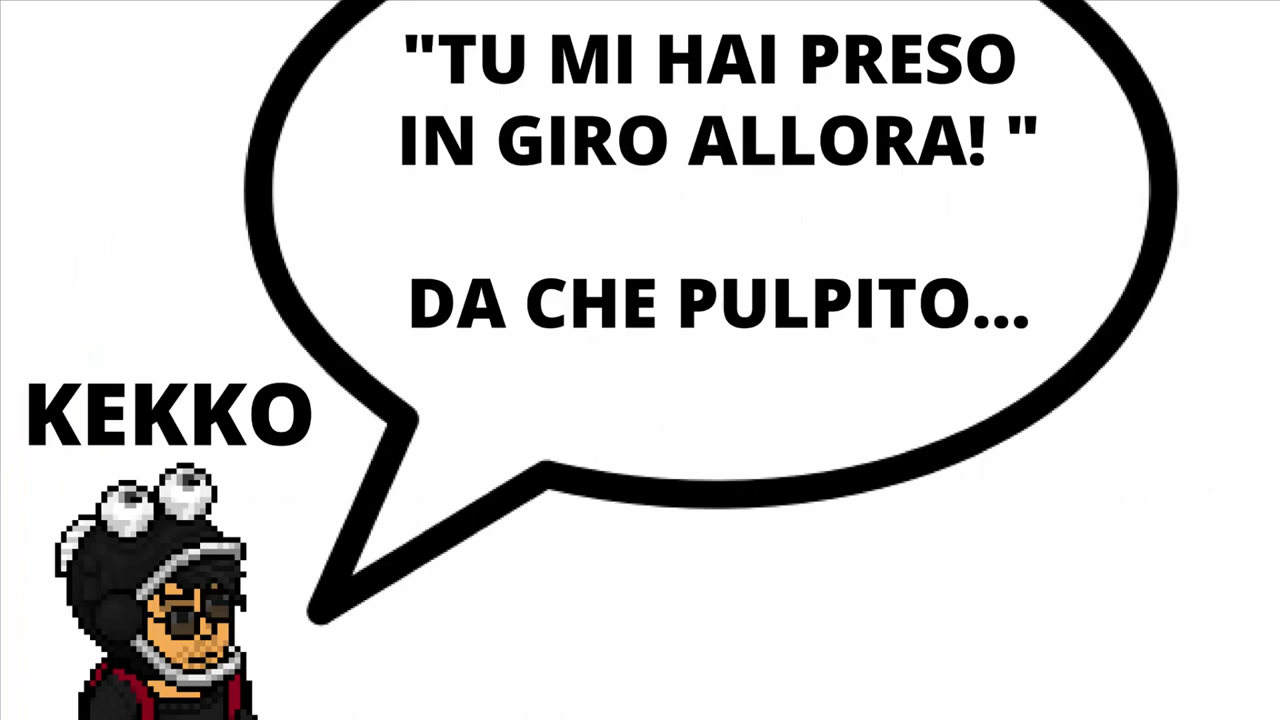 "TU MI HAI PRESO
IN GIRO ALLORA! "
DA CHE PULPITO...
KEKKO